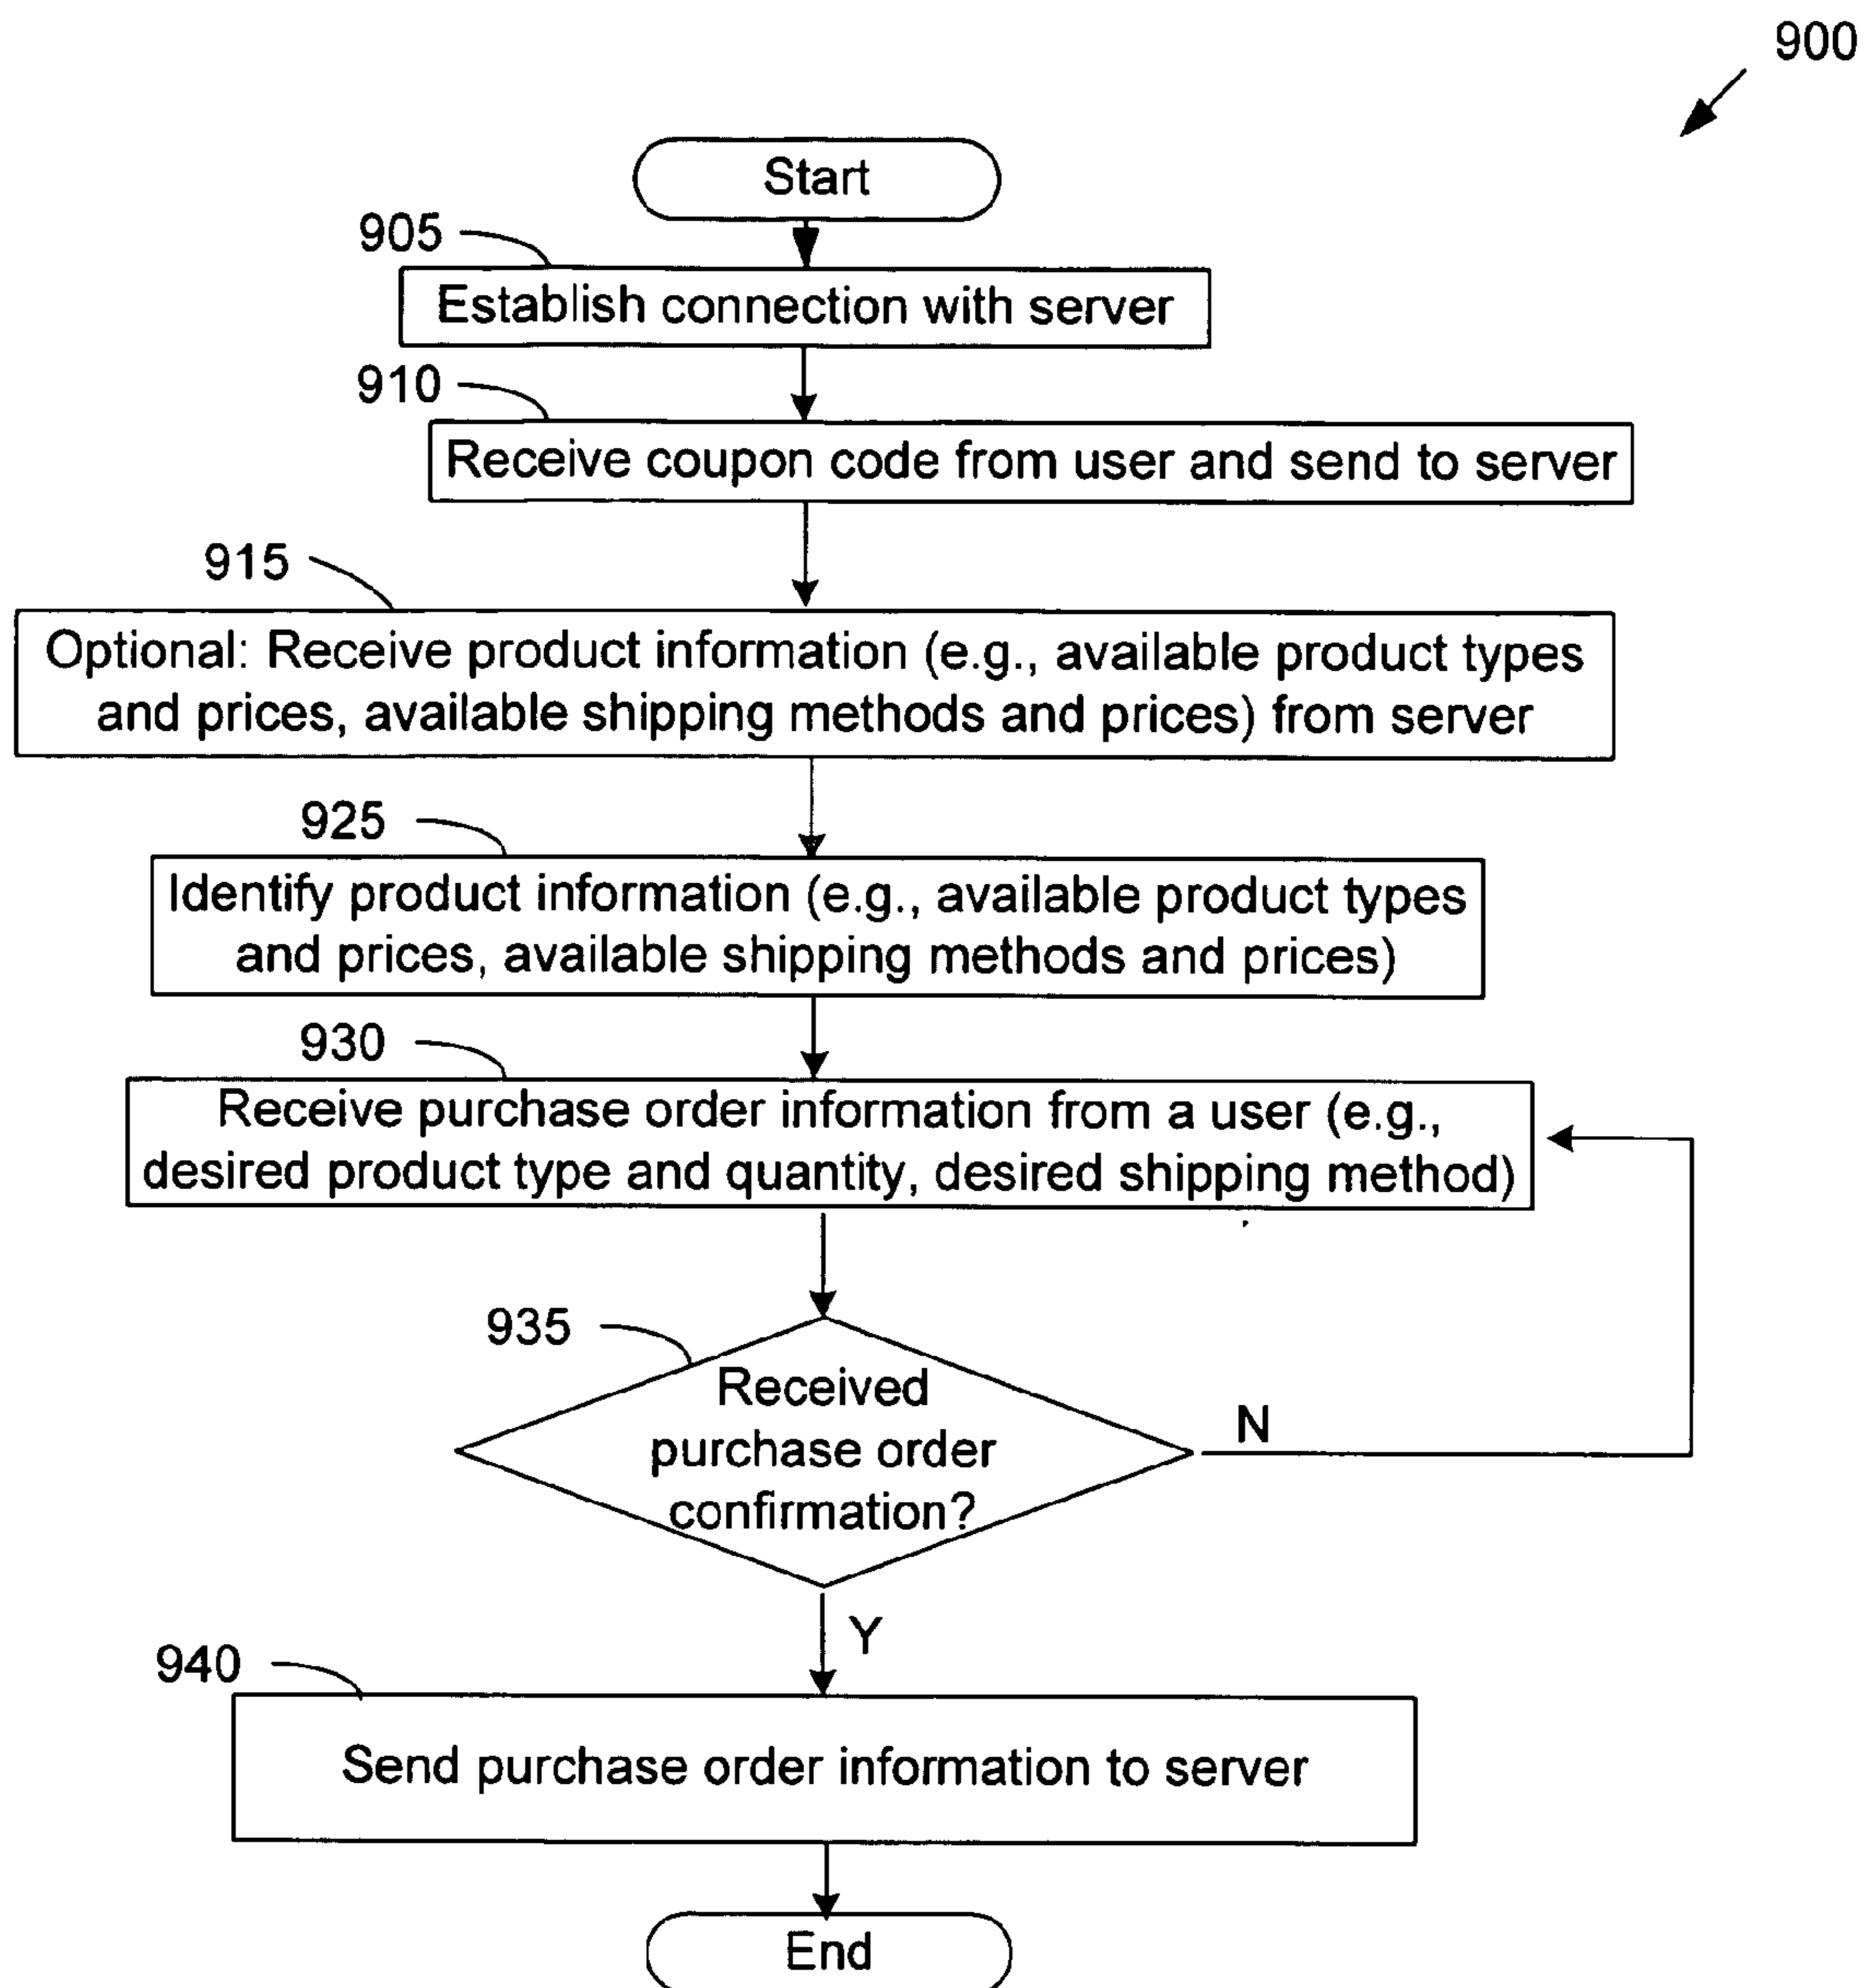 900
Start
905
Establish connection with server
910
Receive coupon code from user and send to server
915
Optional: Receive product information (e.g., available product types
and prices, available shipping methods and prices) from server
925
Identify product information (e.g., available product types
and prices, available shipping methods and prices)
930
Receive purchase order information from a user (e.g.,
desired product type and quantity, desired shipping method)
935
Received
purchase order
confirmation?
N
Y
940
Send purchase order information to server
End